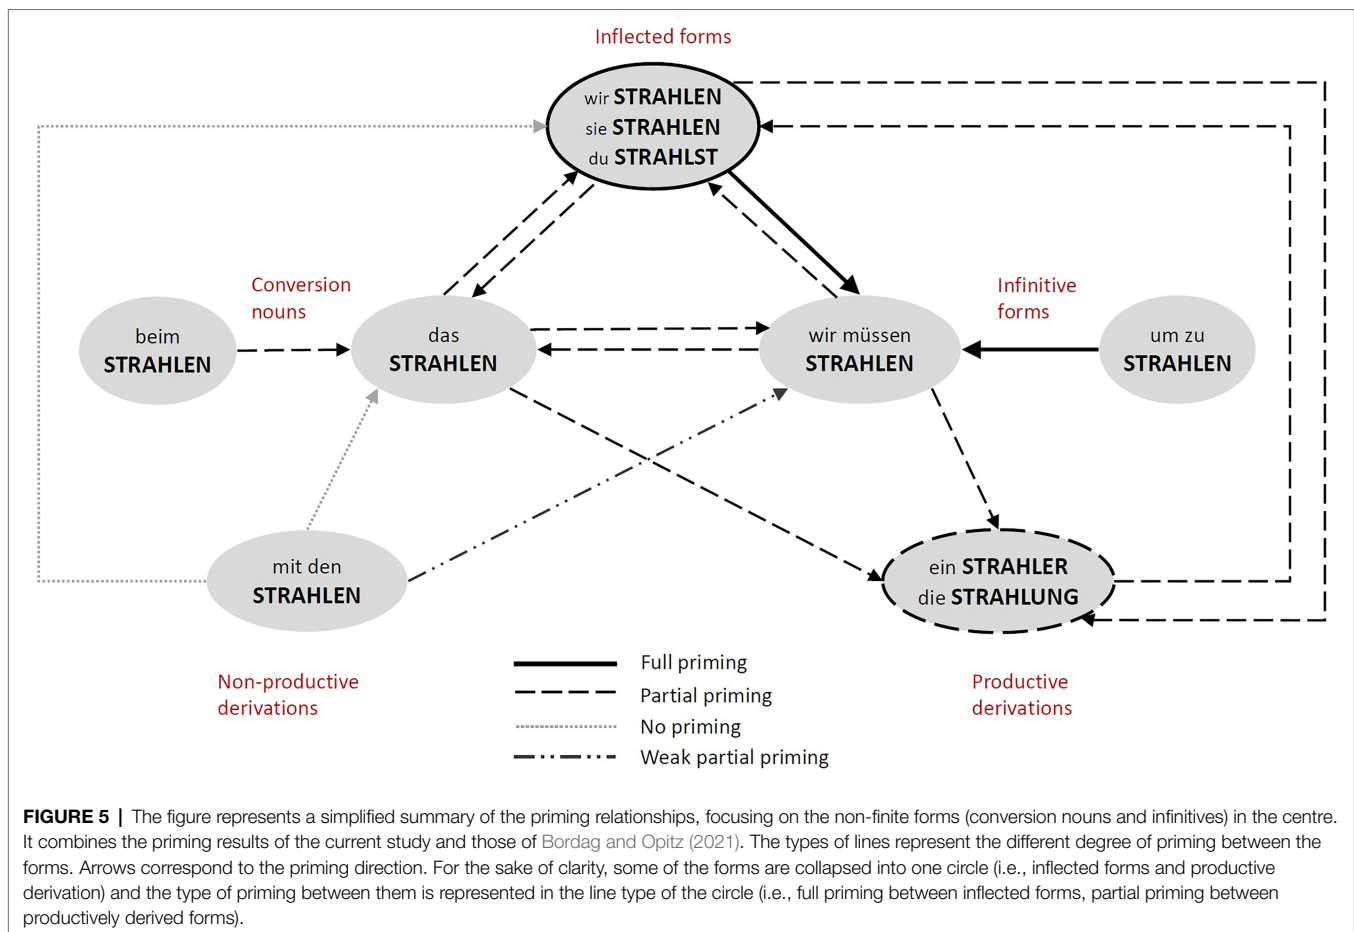 Inflected forms
wir STRAHLEN
sie STRAHLEN
du STRAHLST
Conversion
nouns
Infinitive
forms
beim
STRAHLEN
das
STRAHLEN
wir müssen
STRAHLEN
um zu
STRAHLEN
mit den
STRAHLEN
ein STRAHLER
die STRAHLUNG
Non-productive
derivations
Productive
derivations
Full priming
Partial priming
No priming
Weak partial priming
FIGURE 5 | The figure represents a simplified summary of the priming relationships, focusing on the non-finite forms (conversion nouns and infinitives) in the centre.
It combines the priming results of the current study and those of Bordag and Opitz (2021). The types of lines represent the different degree of priming between the
forms. Arrows correspond to the priming direction. For the sake of clarity, some of the forms are collapsed into one circle (i.e., inflected forms and productive
derivation) and the type of priming between them is represented in the line type of the circle (i.e., full priming between inflected forms, partial priming between
productively derived forms).